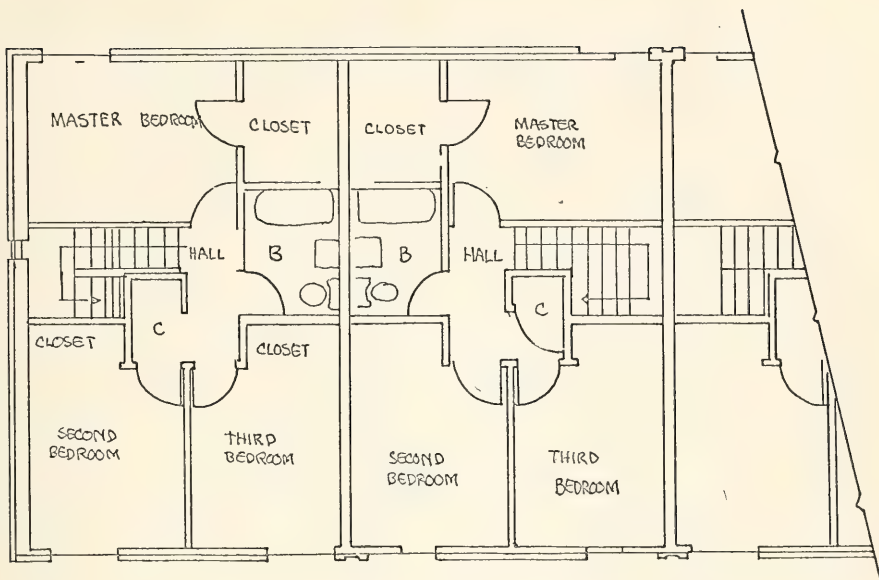 MASTER BEDROOM
CLOSET
CLOSET
MASTER
BEDROOM
HALL
B
B
HALL
C
C
CLOSET
CLOSET
SECOND
BEDROOM
THIRD
BEDROOM
SECOND
BEDROOM
THIRD
BEDROOM